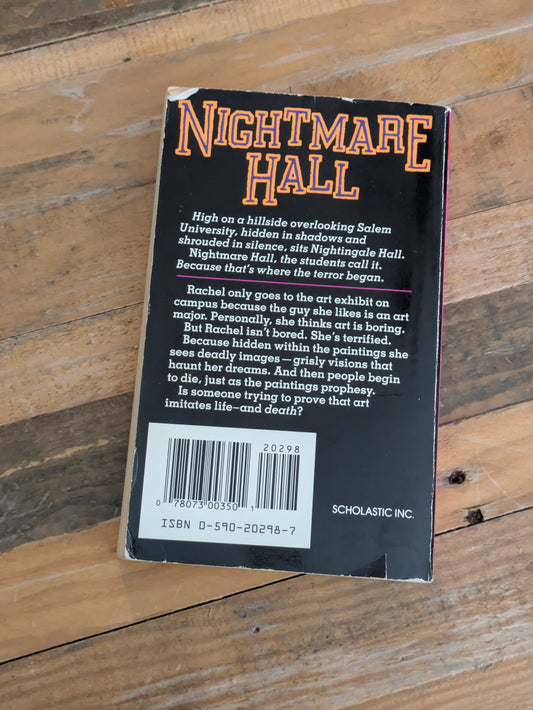 NIGHTMARE
HALL
High on a hillside overlooking Salem
University, hidden in shadows and
shrouded in silence, sits Nightingale Hall.
Nightmare Hall, the students call it.
Because that's where the terror began.
Rachel only goes to the art exhibit on
campus because the guy she likes is an art
major. Personally, she thinks art is boring.
But Rachel isn't bored. She's terrified.
Because hidden within the paintings she
sees deadly images—grisly visions that
haunt her dreams. And then people begin
to die, just as the paintings prophesy.
Is someone trying to prove that art
imitates life—and death?
20298
0 78073 00350 1
ISBN 0-590-20298-7
SCHOLASTIC INC.